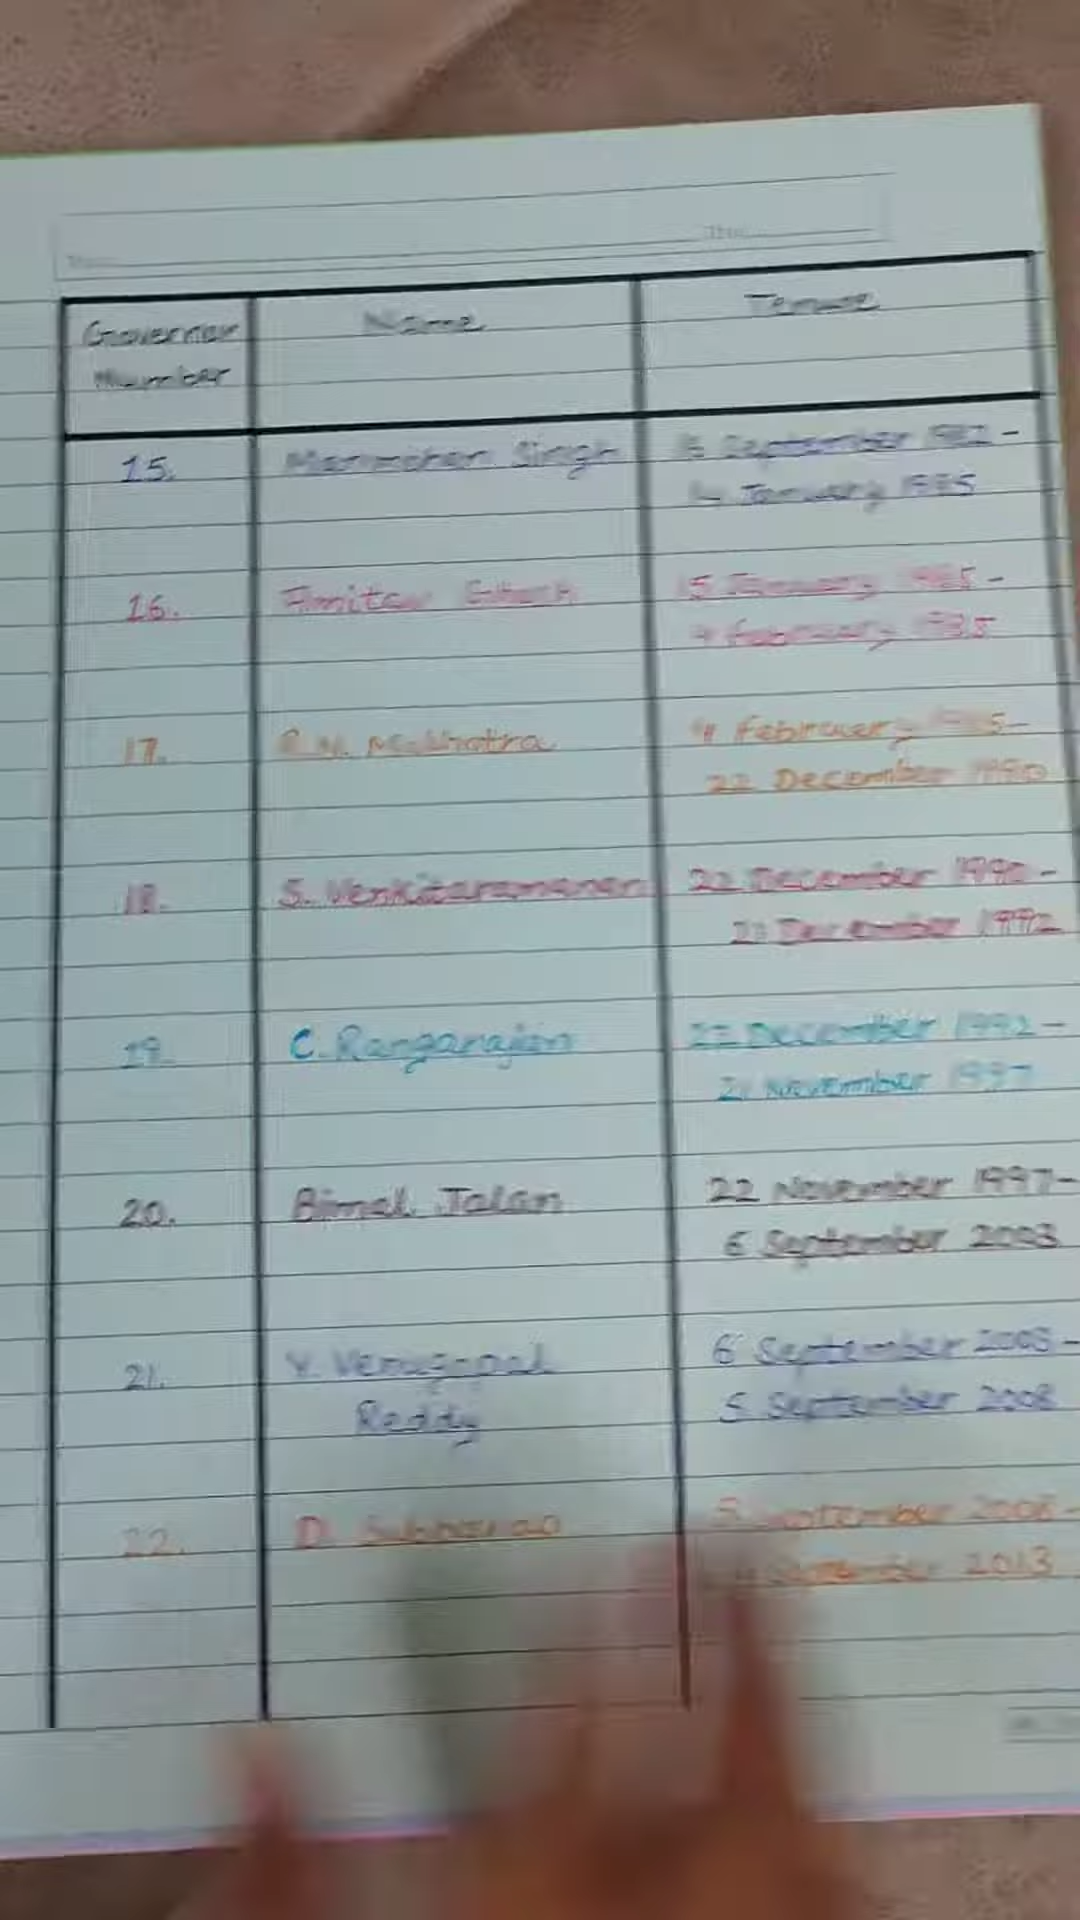 Governer Name Tenure
Number
15. Manmohan Singh September 1982 -
January 1985
16. Amitav Ghosh 15 January 1985 -
4 February 1985
17. R.N. Malhotra 4 February 1985-
22 December 1990
18. S. Venkitaramanan 22 December 1990 -
21 December 1992
19. C. Rangarajan 22 December 1992 -
21 November 1997
20. Bimal Jalan 22 November 1997-
6 September 2003
21. Y. Venugopal 6 September 2003-
Reddy 5 September 2008
22. D. Subbarao 5 September 2008-
September 2013